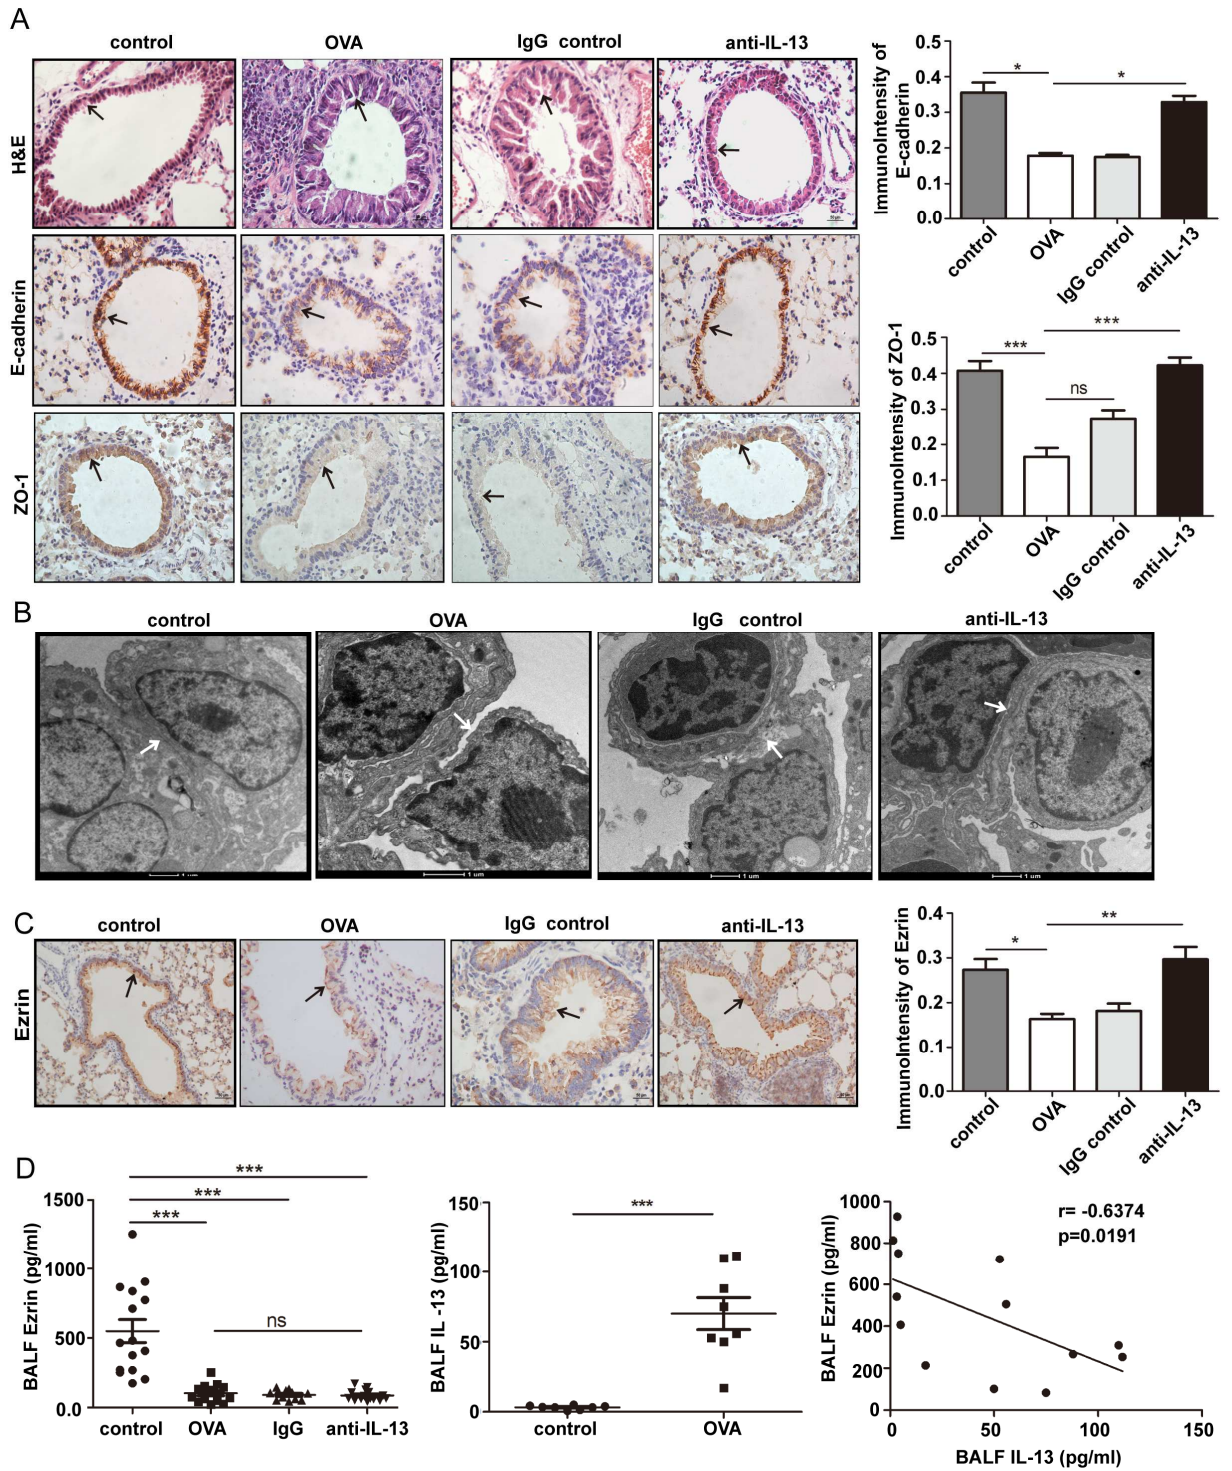 A
control OVA IgG control anti-IL-13
H&E
E-cadherin
ZO-1
Immunointensity of
E-cadherin
0.5
0.4
0.3
0.2
0.1
0.0
* *
control OVA IgG control anti-IL-13
Immunointensity of ZO-1
0.5
0.4
0.3
0.2
0.1
0.0
***
***
ns
control OVA IgG control anti-IL-13
B
control OVA IgG control anti-IL-13
1 um
1 um
1 um
1 um
C
control OVA IgG control anti-IL-13
Ezrin
Immunointensity of Ezrin
0.4
0.3
0.2
0.1
0.0
**
*
control OVA IgG control anti-IL-13
D
BALF Ezrin (pg/ml)
1500
1000
500
0.0
***
***
***
ns
control OVA IgG anti-IL-13
BALF IL -13 (pg/ml)
150
100
50
0
***
control OVA
BALF Ezrin (pg/ml)
1000
800
600
400
200
0
r= -0.6374
p=0.0191
0 50 100 150
BALF IL-13 (pg/ml)